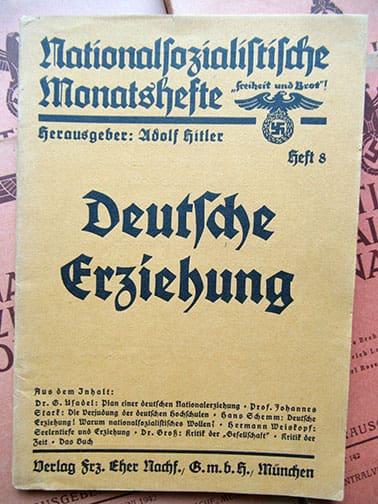 Nationalsozialistische
Monatshefte
„Freiheit und Brot"!
Herausgeber: Adolf Hitler
Heft 8
Deutsche
Erziehung
Aus dem Inhalt:
Dr. G. Usadel: Plan einer deutschen Nationalerziehung • Prof. Johannes
Stark: Die Verjudung der deutschen Hochschulen • Hans Schemm: Deutsche
Erziehung! Warum nationalsozialistisches Wollen! • Hermann Weiskopf:
Seelentiefe und Erziehung • Dr. Groß: Kritik der „Gesellschaft" • Kritik der
Zeit • Das Buch
Verlag Frz. Eher Nachf., G.m.b.H., München